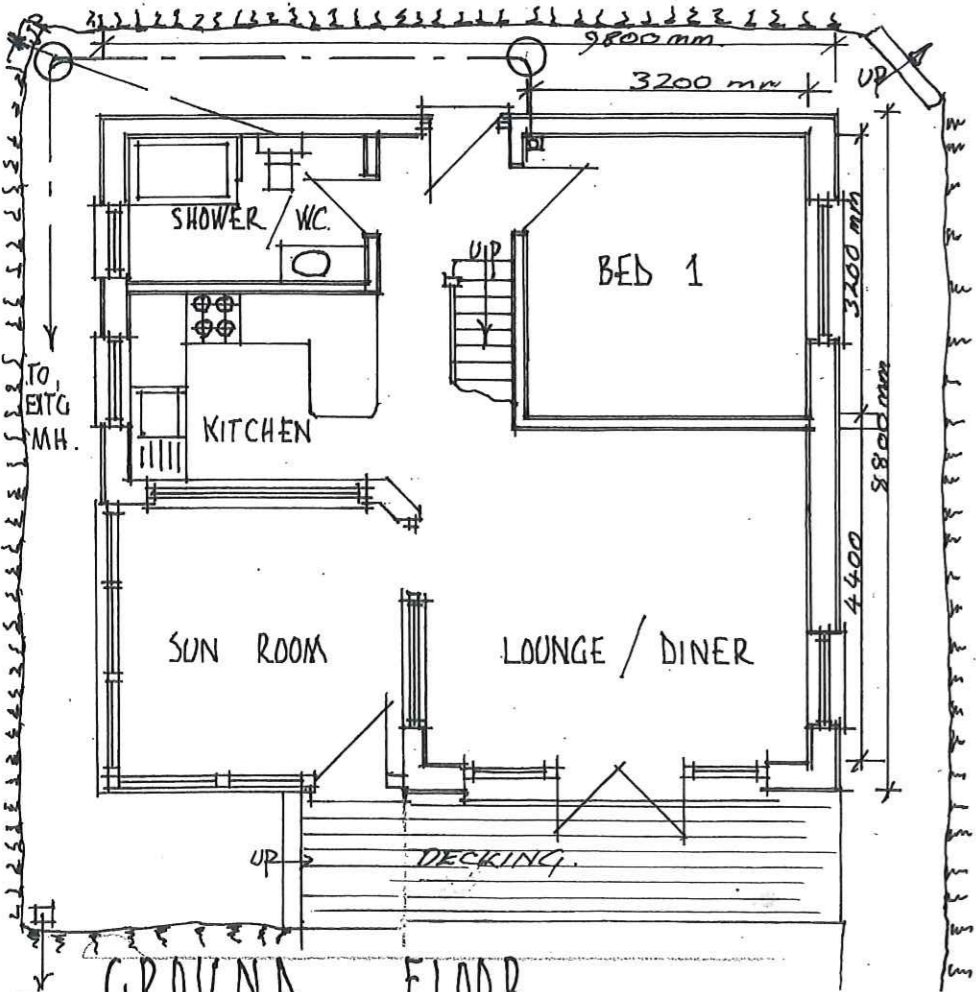 9800 mm
UP
3200 mm
SHOWER WC.
UP
BED 1
3200 mm
TO
EXTG
MH.
KITCHEN
8800 mm
4400
SUN ROOM
LOUNGE / DINER
UP
DECKING.
GROUND FLOOR